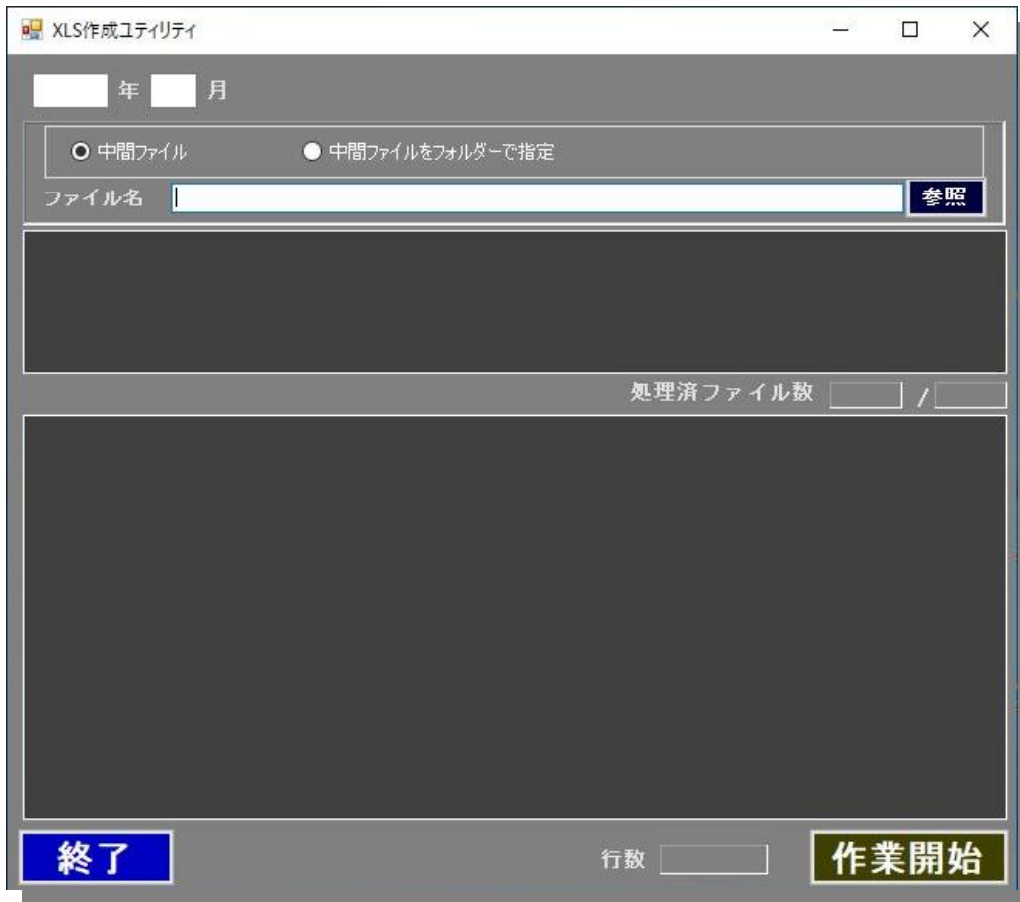 XLS作成ユティリティ
年 月
中間ファイル 中間ファイルをフォルダーで指定
ファイル名 参照
処理済ファイル数 /
終了 行数 作業開始